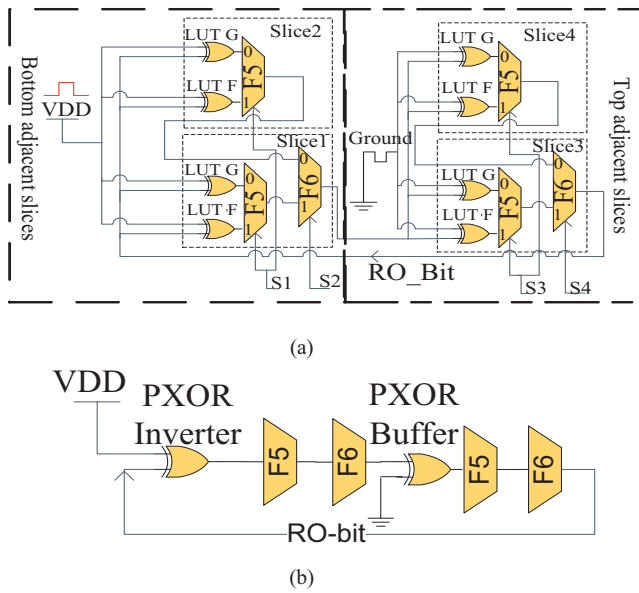 Bottom adjacent slices
VDD
LUT G
0
F5
LUT F
1
Slice2
Slice1
LUT G
0
F5
LUT F
1
0
F6
1
S1
S2
Ground
LUT G
0
F5
LUT F
1
Slice4
Slice3
LUT G
0
F5
LUT F
1
0
F6
1
S3
S4
RO_Bit
Top adjacent slices
(a)
VDD
PXOR
Inverter
F5
F6
PXOR
Buffer
F5
F6
RO-bit
(b)